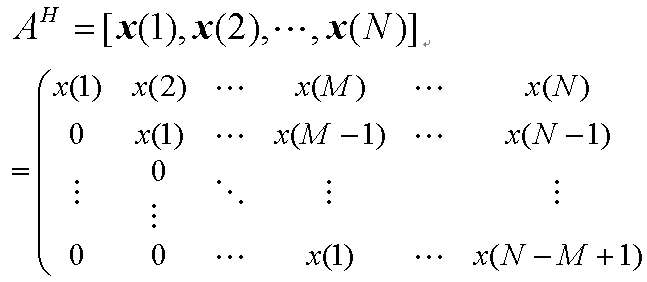 A^H = [x(1), x(2), ⋯, x(N)]↵
= ( x(1) x(2) ⋯ x(M) ⋯ x(N)
0 x(1) ⋯ x(M − 1) ⋯ x(N − 1)
0
⋮ ⋱ ⋮ ⋮
⋮
0 0 ⋯ x(1) ⋯ x(N − M + 1)